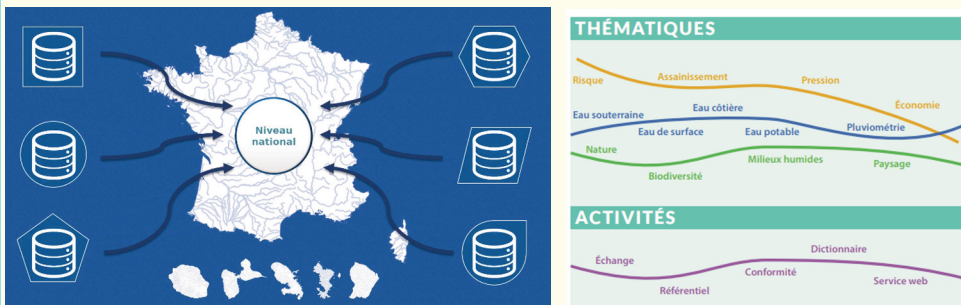 Niveau
national
THÉMATIQUES
Risque
Assainissement
Pression
Économie
Eau souterraine
Eau côtière
Eau de surface
Eau potable
Pluviométrie
Nature
Biodiversité
Milieux humides
Paysage
ACTIVITÉS
Échange
Référentiel
Conformité
Dictionnaire
Service web